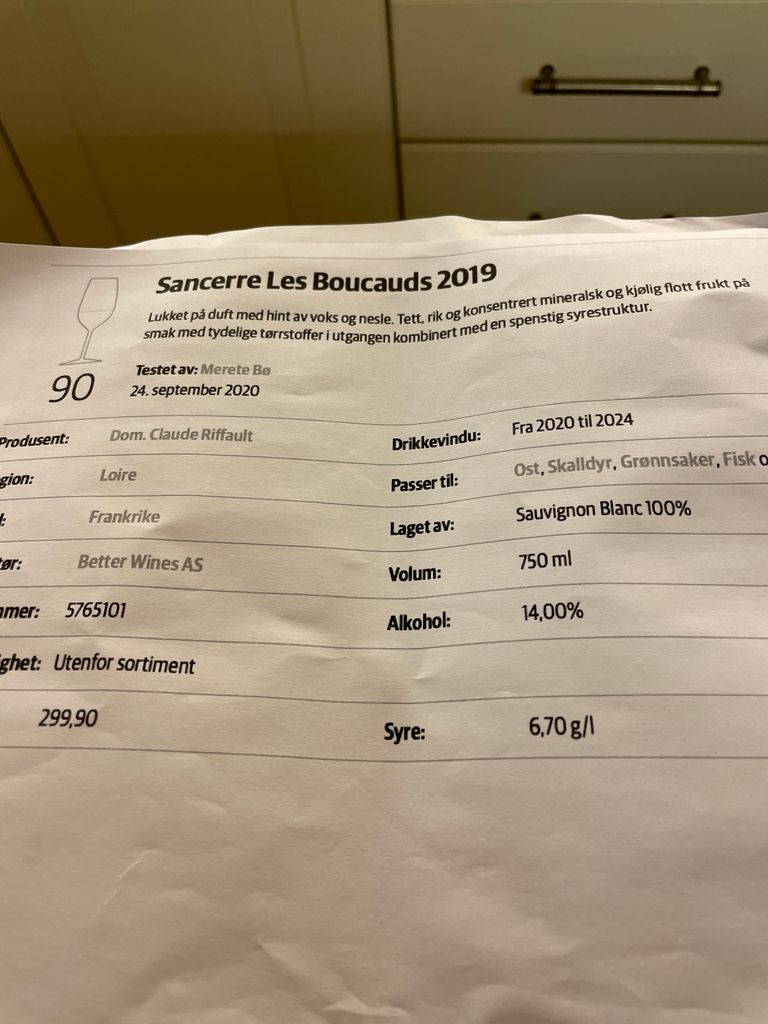 Sancerre Les Boucauds 2019
Lukket på duft med hint av voks og nesle. Tett, rik og konsentrert mineralsk og kjølig flott frukt på
smak med tydelige tørrstoffer i utgangen kombinert med en spenstig syrestruktur.
90
Testet av: Merete Bø
24. september 2020
Produsent: Dom. Claude Riffault
gion: Loire
d: Frankrike
tør: Better Wines AS
mmer: 5765101
ighet: Utenfor sortiment
299,90
Drikkevindu: Fra 2020 til 2024
Passer til: Ost, Skalldyr, Grønnsaker, Fisk o
Laget av: Sauvignon Blanc 100%
Volum: 750 ml
Alkohol: 14,00%
Syre: 6,70 g/l